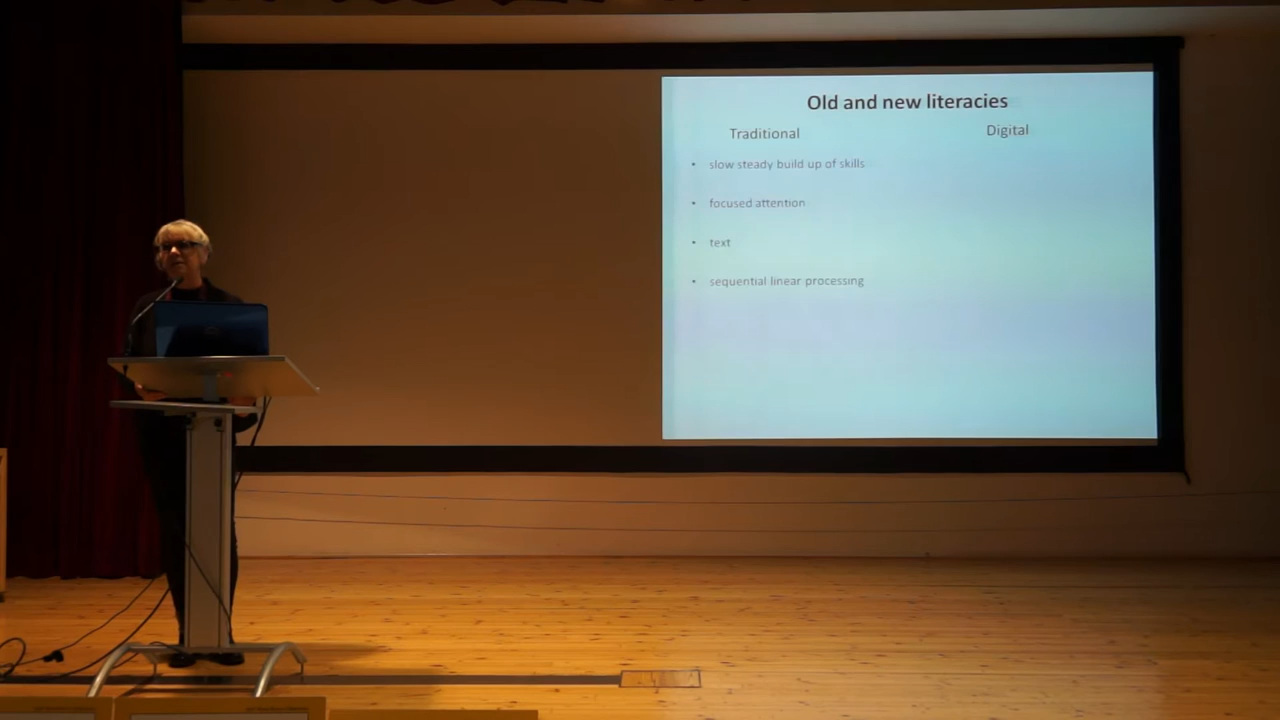 Old and new literacies
Traditional
Digital
• slow steady build up of skills
• focused attention
• text
• sequential linear processing